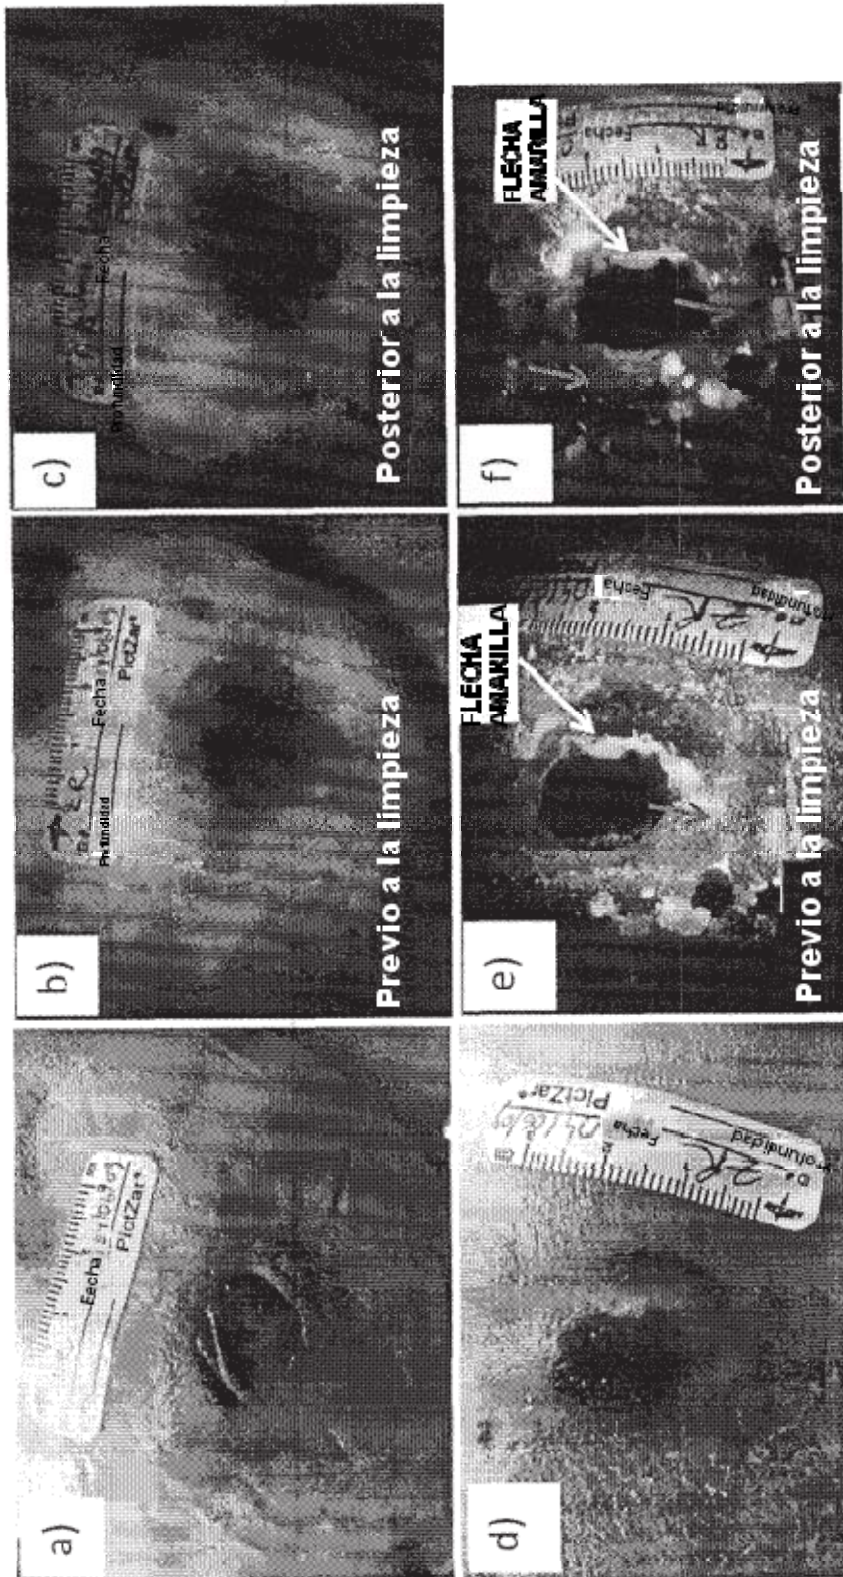 a)
Fecha
PictZar®
b)
Fecha
Profundidad
PictZar®
Previo a la limpieza
c)
Fecha
Profundidad
Posterior a la limpieza
d)
PictZar®
Fecha
Profundidad
e)
FLECHA
AMARILLA
Fecha
Profundidad
Previo a la limpieza
f)
FLECHA
AMARILLA
Fecha
Profundidad
Posterior a la limpieza